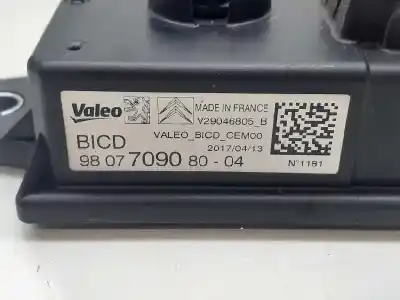 Valeo
MADE IN FRANCE
V29046805_B
VALEO_BICD_CEM00
BICD
2017/04/13
98 07 7090 80 - 04
N°1181